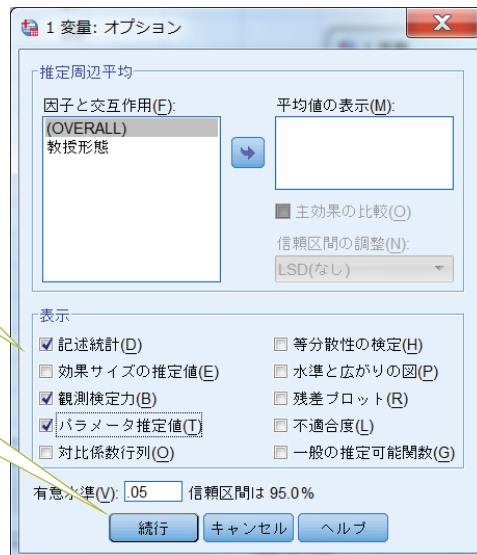 1 変量: オプション
推定周辺平均
因子と交互作用(F):
(OVERALL)
教授形態
平均値の表示(M):
主効果の比較(O)
信頼区間の調整(N):
LSD(なし)
表示
記述統計(D)
効果サイズの推定値(E)
観測検定力(B)
パラメータ推定値(T)
対比係数行列(O)
等分散性の検定(H)
水準と広がりの図(P)
残差プロット(R)
不適合度(L)
一般の推定可能関数(G)
有意水準(V): .05 信頼区間は 95.0%
続行 キャンセル ヘルプ